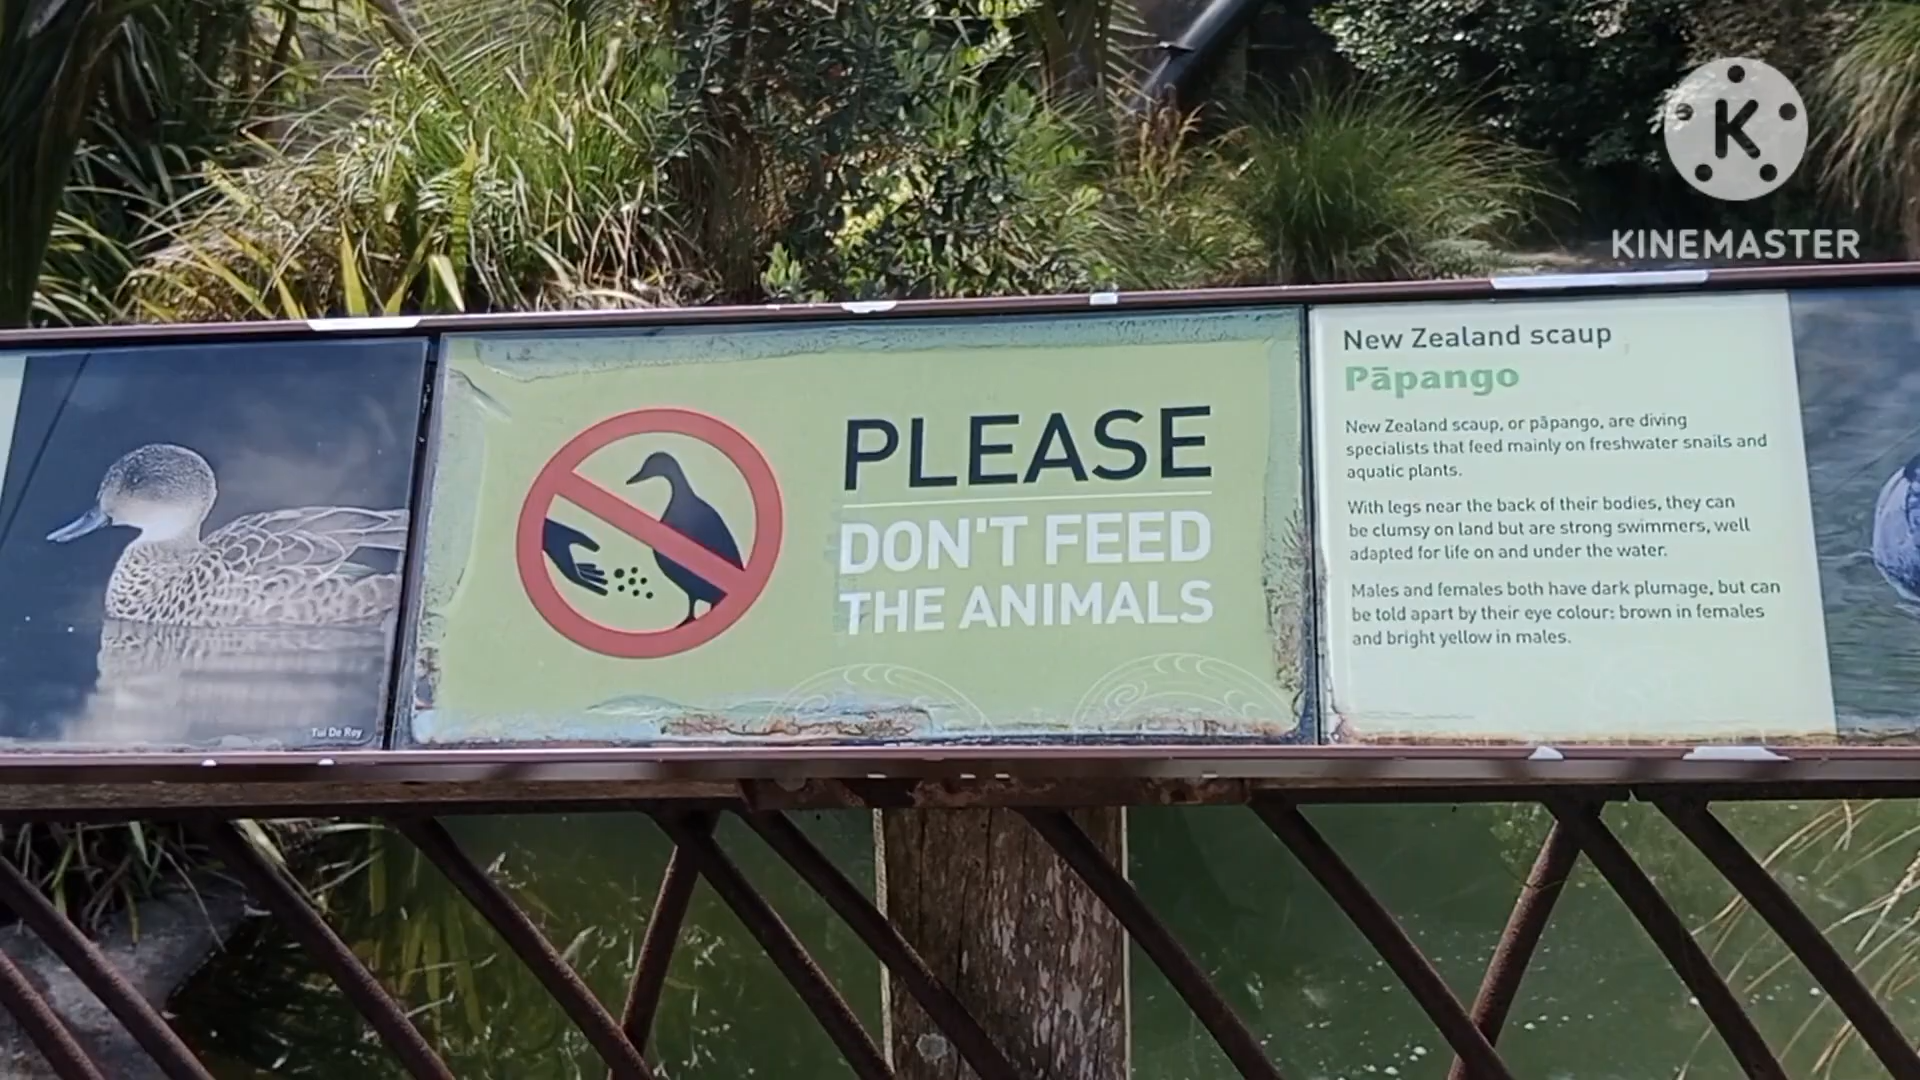 K
KINEMASTER
Tui De Roy
PLEASE
DON'T FEED
THE ANIMALS
New Zealand scaup
Pāpango
New Zealand scaup, or pāpango, are diving
specialists that feed mainly on freshwater snails and
aquatic plants.
With legs near the back of their bodies, they can
be clumsy on land but are strong swimmers, well
adapted for life on and under the water.
Males and females both have dark plumage, but can
be told apart by their eye colour: brown in females
and bright yellow in males.